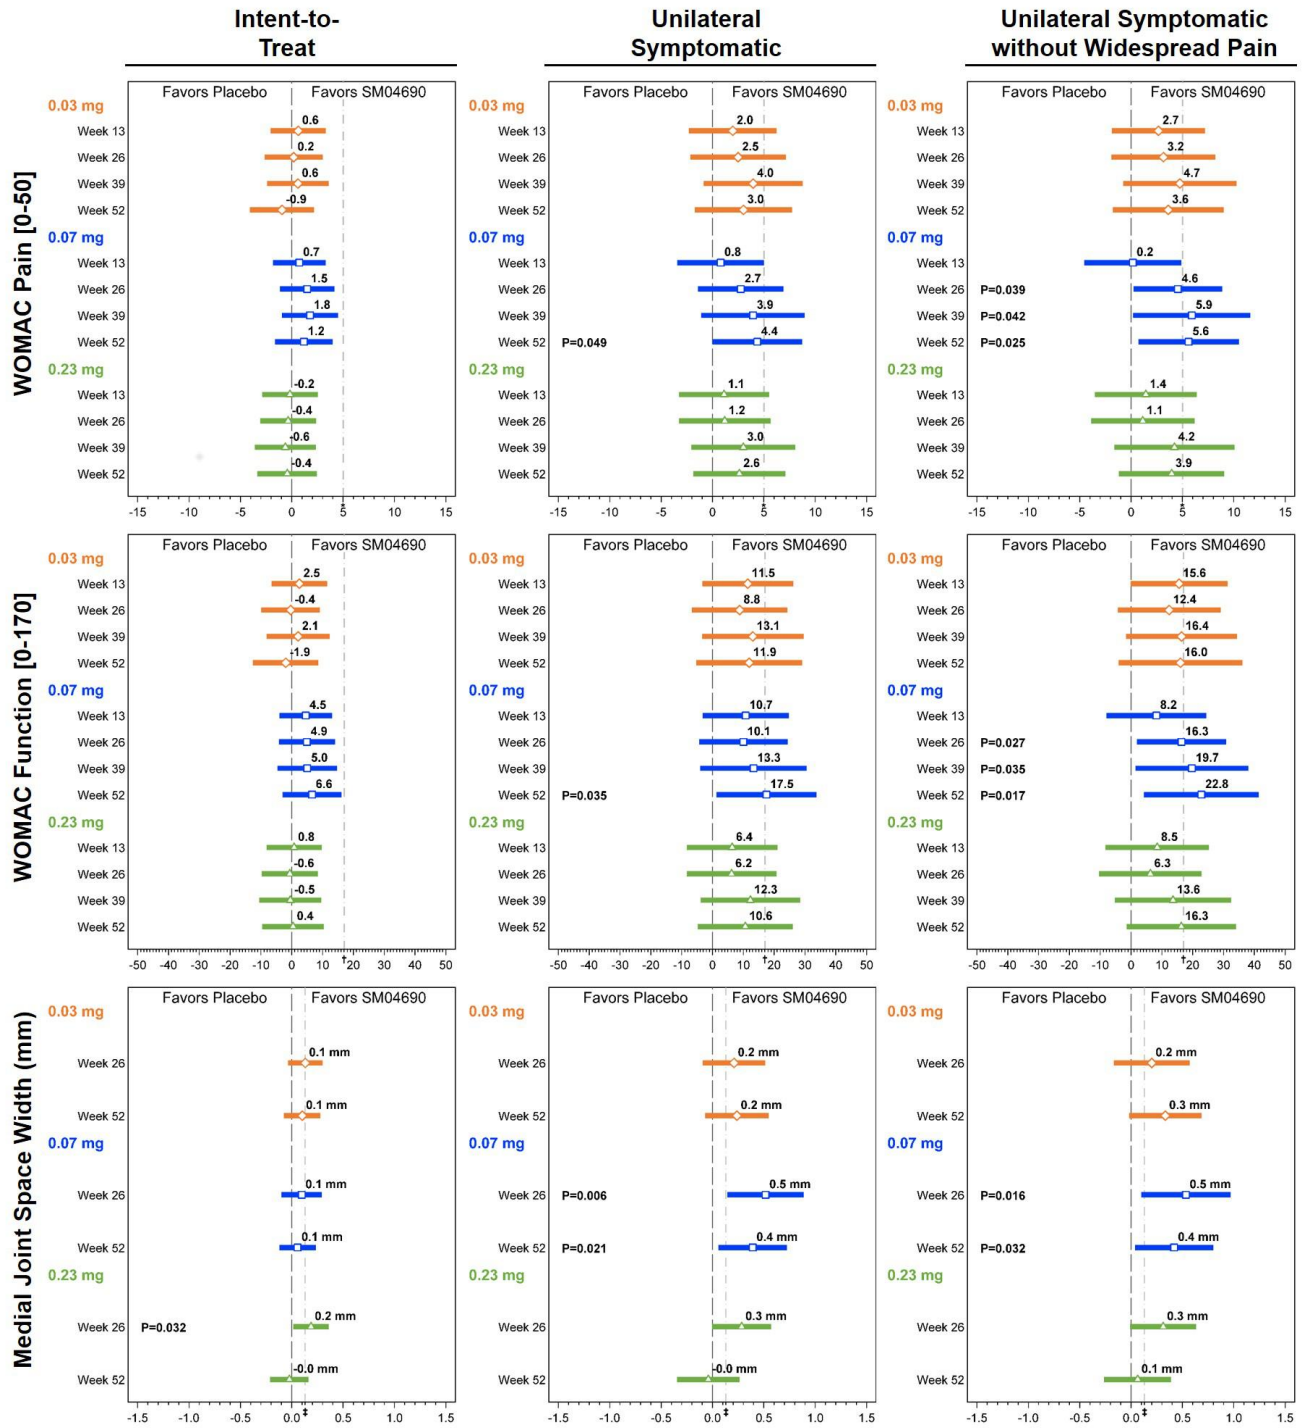 Intent-to-
Treat
Unilateral
Symptomatic
Unilateral Symptomatic
without Widespread Pain
WOMAC Pain [0-50]
Favors Placebo Favors SM04690
0.03 mg
Week 13 0.6
Week 26 0.2
Week 39 0.6
Week 52 -0.9
0.07 mg
Week 13 0.7
Week 26 1.5
Week 39 1.8
Week 52 1.2
0.23 mg
Week 13 -0.2
Week 26 -0.4
Week 39 -0.6
Week 52 -0.4
-15 -10 -5 0 5 10 15
*
Favors Placebo Favors SM04690
0.03 mg
Week 13 2.0
Week 26 2.5
Week 39 4.0
Week 52 3.0
0.07 mg
Week 13 0.8
Week 26 2.7
Week 39 3.9
Week 52 P=0.049 4.4
0.23 mg
Week 13 1.1
Week 26 1.2
Week 39 3.0
Week 52 2.6
-15 -10 -5 0 5 10 15
*
Favors Placebo Favors SM04690
0.03 mg
Week 13 2.7
Week 26 3.2
Week 39 4.7
Week 52 3.6
0.07 mg
Week 13 0.2
Week 26 P=0.039 4.6
Week 39 P=0.042 5.9
Week 52 P=0.025 5.6
0.23 mg
Week 13 1.4
Week 26 1.1
Week 39 4.2
Week 52 3.9
-15 -10 -5 0 5 10 15
*
WOMAC Function [0-170]
Favors Placebo Favors SM04690
0.03 mg
Week 13 2.5
Week 26 -0.4
Week 39 2.1
Week 52 -1.9
0.07 mg
Week 13 4.5
Week 26 4.9
Week 39 5.0
Week 52 6.6
0.23 mg
Week 13 0.8
Week 26 -0.6
Week 39 -0.5
Week 52 0.4
-50 -40 -30 -20 -10 0 10 20 30 40 50
†
Favors Placebo Favors SM04690
0.03 mg
Week 13 11.5
Week 26 8.8
Week 39 13.1
Week 52 11.9
0.07 mg
Week 13 10.7
Week 26 10.1
Week 39 13.3
Week 52 P=0.035 17.5
0.23 mg
Week 13 6.4
Week 26 6.2
Week 39 12.3
Week 52 10.6
-50 -40 -30 -20 -10 0 10 20 30 40 50
†
Favors Placebo Favors SM04690
0.03 mg
Week 13 15.6
Week 26 12.4
Week 39 16.4
Week 52 16.0
0.07 mg
Week 13 8.2
Week 26 P=0.027 16.3
Week 39 P=0.035 19.7
Week 52 P=0.017 22.8
0.23 mg
Week 13 8.5
Week 26 6.3
Week 39 13.6
Week 52 16.3
-50 -40 -30 -20 -10 0 10 20 30 40 50
†
Medial Joint Space Width (mm)
Favors Placebo Favors SM04690
0.03 mg
Week 26 0.1 mm
Week 52 0.1 mm
0.07 mg
Week 26 0.1 mm
Week 52 0.1 mm
0.23 mg
Week 26 P=0.032 0.2 mm
Week 52 -0.0 mm
-1.5 -1.0 -0.5 0.0 0.5 1.0 1.5
‡
Favors Placebo Favors SM04690
0.03 mg
Week 26 0.2 mm
Week 52 0.2 mm
0.07 mg
Week 26 P=0.006 0.5 mm
Week 52 P=0.021 0.4 mm
0.23 mg
Week 26 0.3 mm
Week 52 -0.0 mm
-1.5 -1.0 -0.5 0.0 0.5 1.0 1.5
‡
Favors Placebo Favors SM04690
0.03 mg
Week 26 0.2 mm
Week 52 0.3 mm
0.07 mg
Week 26 P=0.016 0.5 mm
Week 52 P=0.032 0.4 mm
0.23 mg
Week 26 0.3 mm
Week 52 0.1 mm
-1.5 -1.0 -0.5 0.0 0.5 1.0 1.5
‡